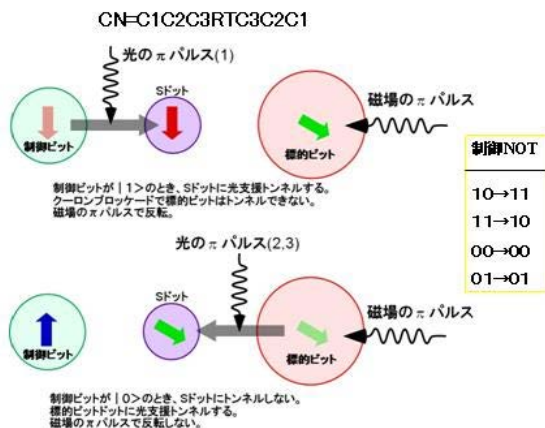 CN=C1C2C3RTC3C2C1
光のπパルス(1)
Sドット
磁場のπパルス
制御ビット
標的ビット
制御ビットが|1>のとき、Sドットに光支援トンネルする。
クーロンブロッケードで標的ビットはトンネルできない。
磁場のπパルスで反転。
制御NOT
10→11
11→10
00→00
01→01
光のπパルス(2,3)
Sドット
磁場のπパルス
制御ビット
標的ビット
制御ビットが|0>のとき、Sドットにトンネルしない。
標的ビットドットに光支援トンネルする。
磁場のπパルスで反転しない。